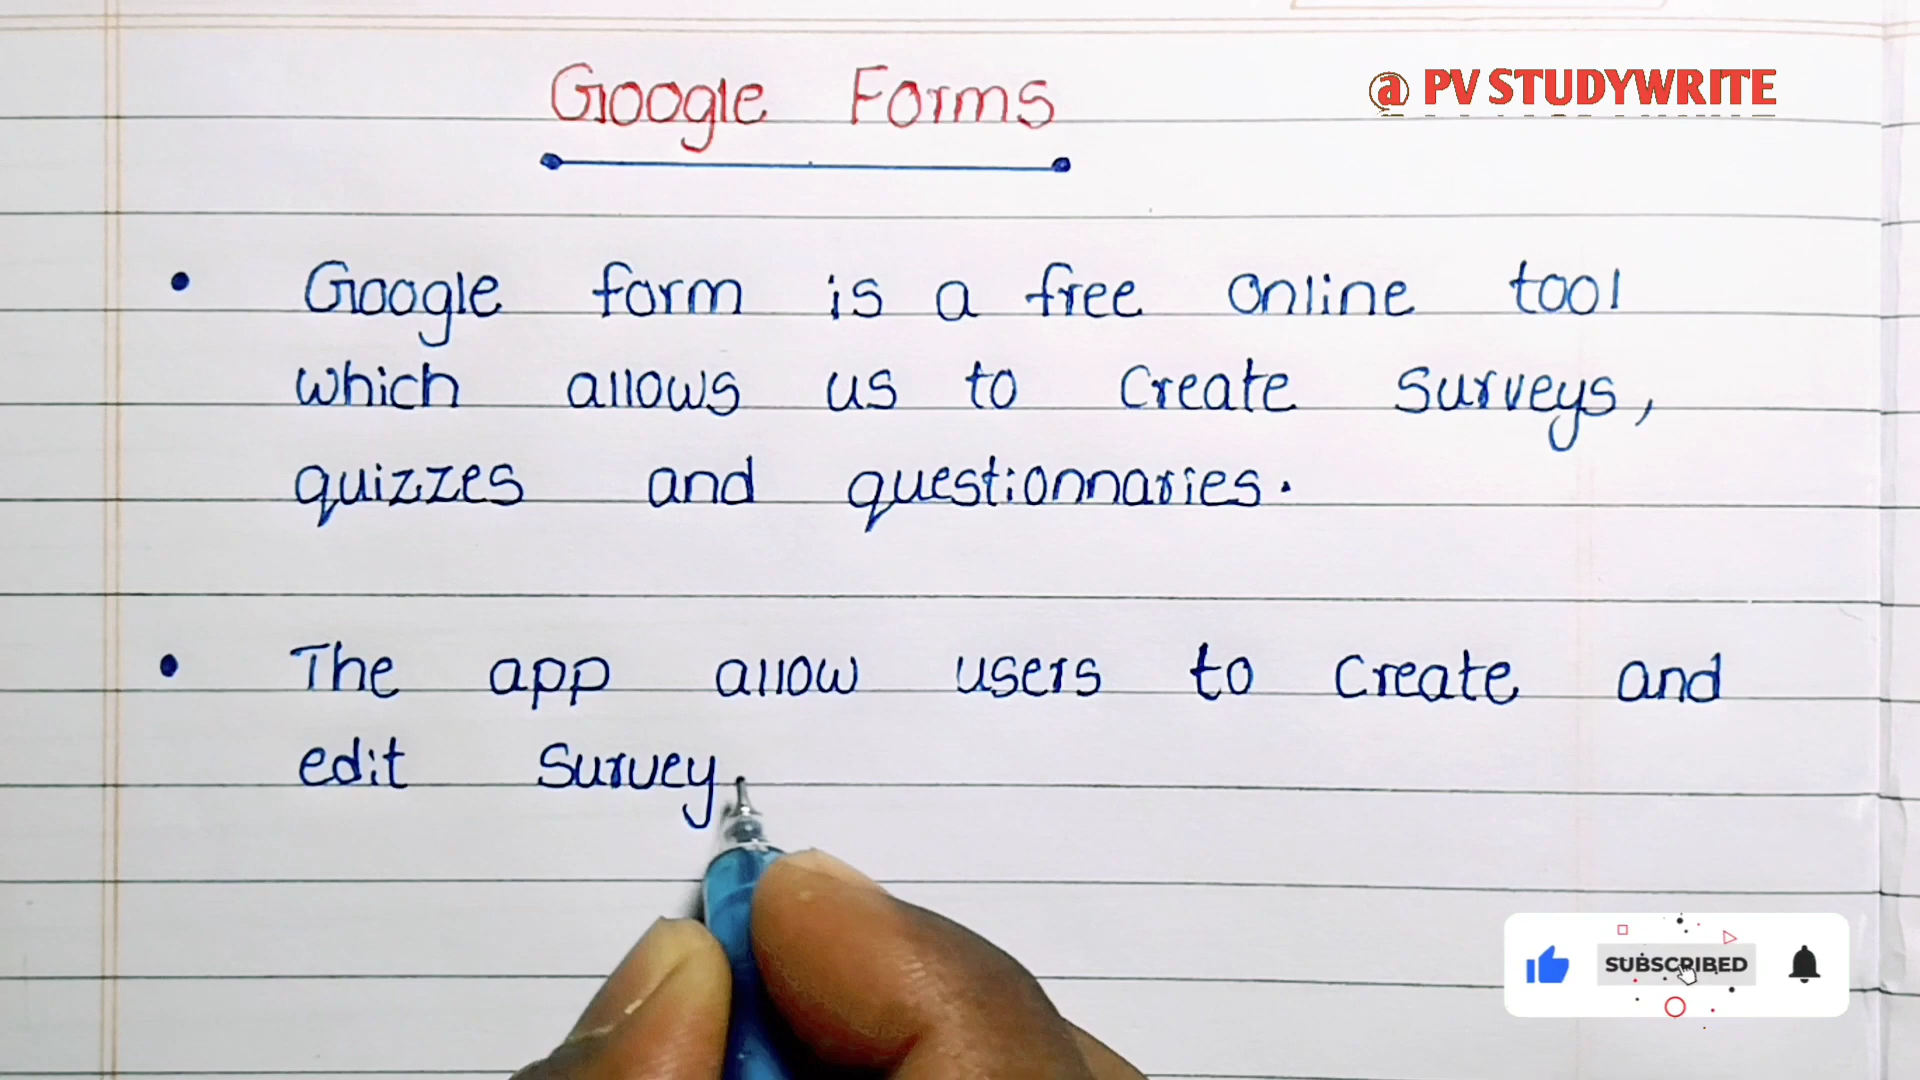 Google Forms
@ PV STUDYWRITE
• Google form is a free online tool
which allows us to create surveys,
quizzes and questionnaries.
• The app allow users to create and
edit survey
SUBSCRIBED